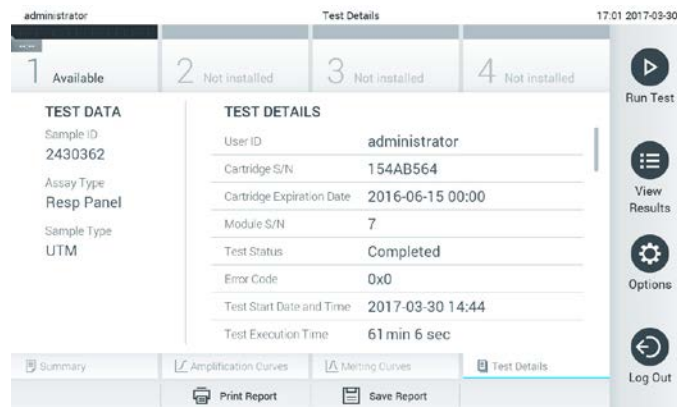 administrator Test Details 17:01 2017-03-30
1 Available 2 Not installed 3 Not installed 4 Not installed
Run Test
TEST DATA
Sample ID
2430362
Assay Type
Resp Panel
Sample Type
UTM
TEST DETAILS
User ID administrator
Cartridge S/N 154AB564
Cartridge Expiration Date 2016-06-15 00:00
Module S/N 7
Test Status Completed
Error Code 0x0
Test Start Date and Time 2017-03-30 14:44
Test Execution Time 61 min 6 sec
View
Results
Options
Log Out
Summary Amplification Curves Melting Curves Test Details
Print Report Save Report